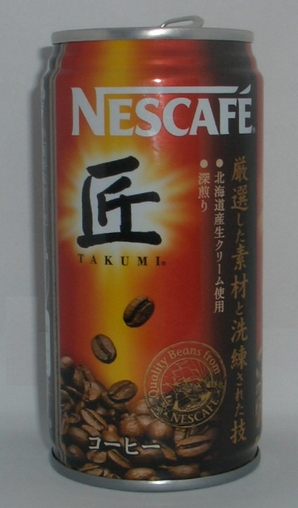 NESCAFÉ
匠
TAKUMI
厳選した素材と洗練された技
●北海道産生クリーム使用
●深煎り
Quality Beans from
NESCAFÉ
コーヒー